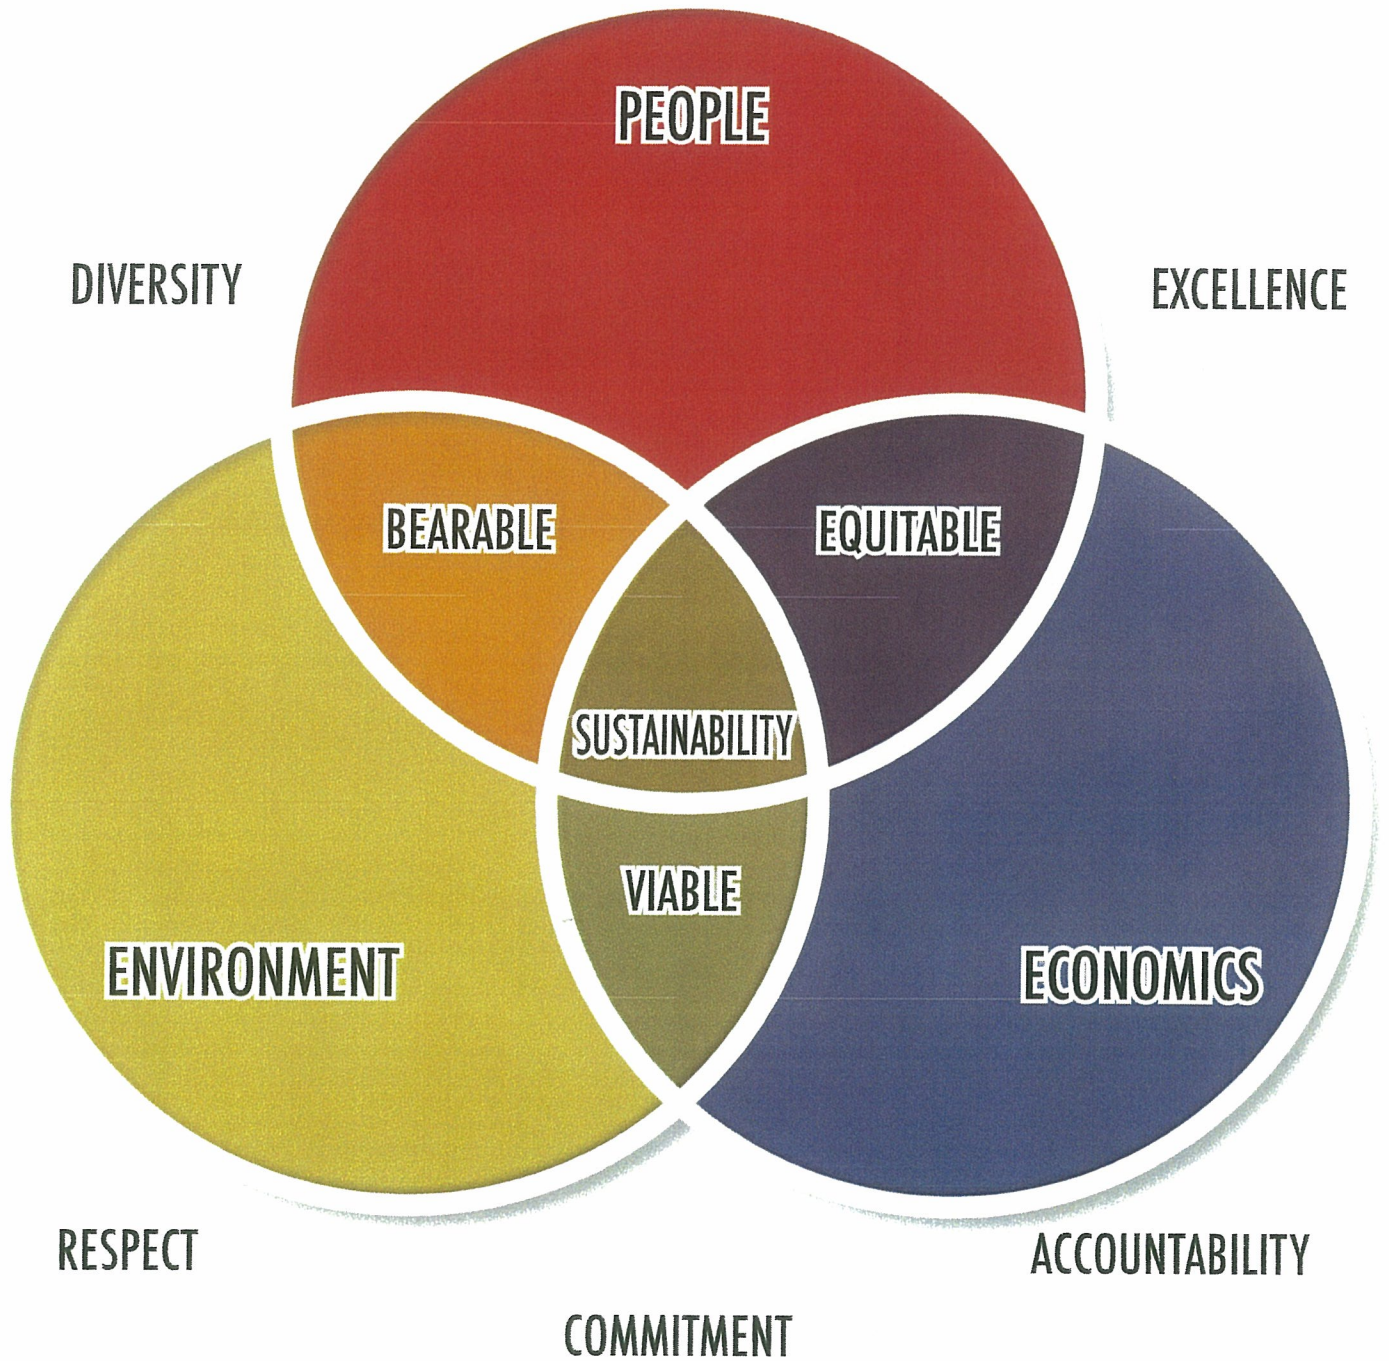 PEOPLE
DIVERSITY
EXCELLENCE
BEARABLE
EQUITABLE
SUSTAINABILITY
VIABLE
ENVIRONMENT
ECONOMICS
RESPECT
ACCOUNTABILITY
COMMITMENT